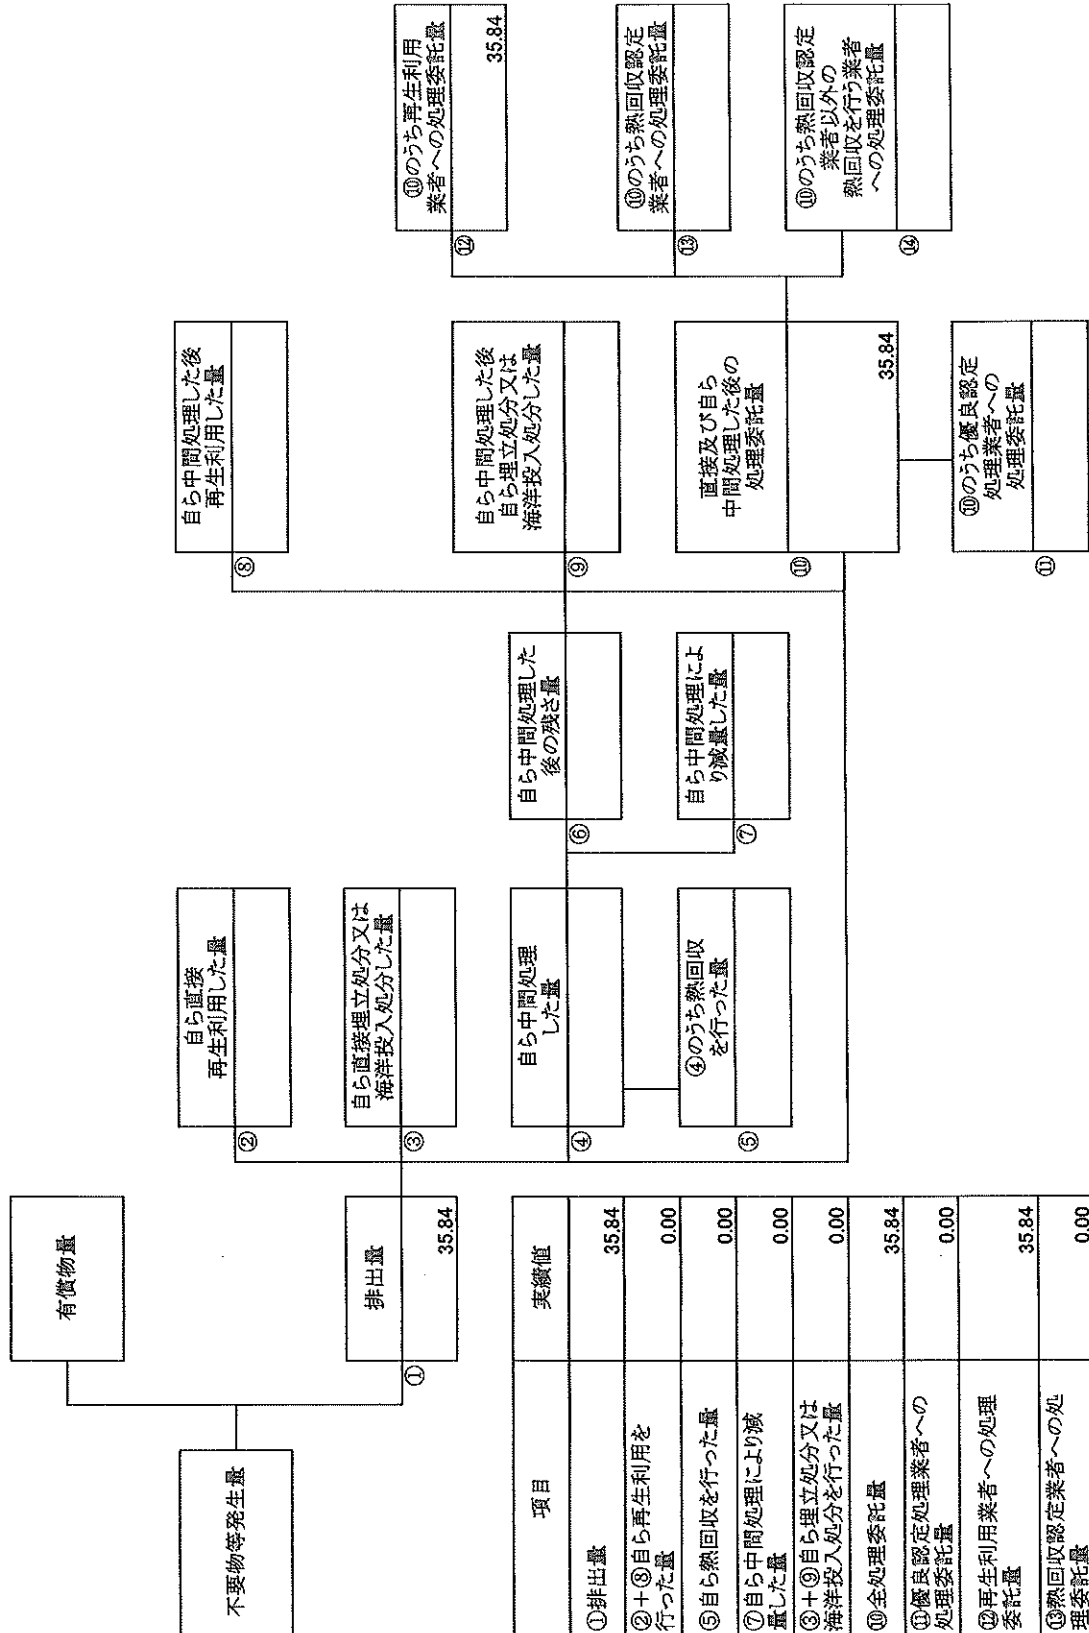 有償物量
不要物等発生量
排出量
①
35.84
自ら直接
再生利用した量
②
自ら直接埋立処分又は
海洋投入処分した量
③
自ら中間処理
した量
④
④のうち熱回収
を行った量
⑤
自ら中間処理した
後の残さ量
⑥
自ら中間処理によ
り減量した量
⑦
自ら中間処理した後
再生利用した量
⑧
自ら中間処理した後
自ら埋立処分又は
海洋投入処分した量
⑨
直接及び自ら
中間処理した後の
処理委託量
⑩
35.84
⑩のうち優良認定
処理業者への
処理委託量
⑪
⑩のうち再生利用
業者への処理委託量
⑫
35.84
⑩のうち熱回収認定
業者への処理委託量
⑬
⑩のうち熱回収認定
業者以外の
熱回収を行う業者
への処理委託量
⑭
項目
実績値
①排出量
35.84
②+⑧自ら再生利用を
行った量
0.00
⑤自ら熱回収を行った量
0.00
⑦自ら中間処理により減
量した量
0.00
③+⑨自ら埋立処分又は
海洋投入処分を行った量
0.00
⑩全処理委託量
35.84
⑪優良認定処理業者への
処理委託量
0.00
⑫再生利用業者への処理
委託量
35.84
⑬熱回収認定業者への処
理委託量
0.00